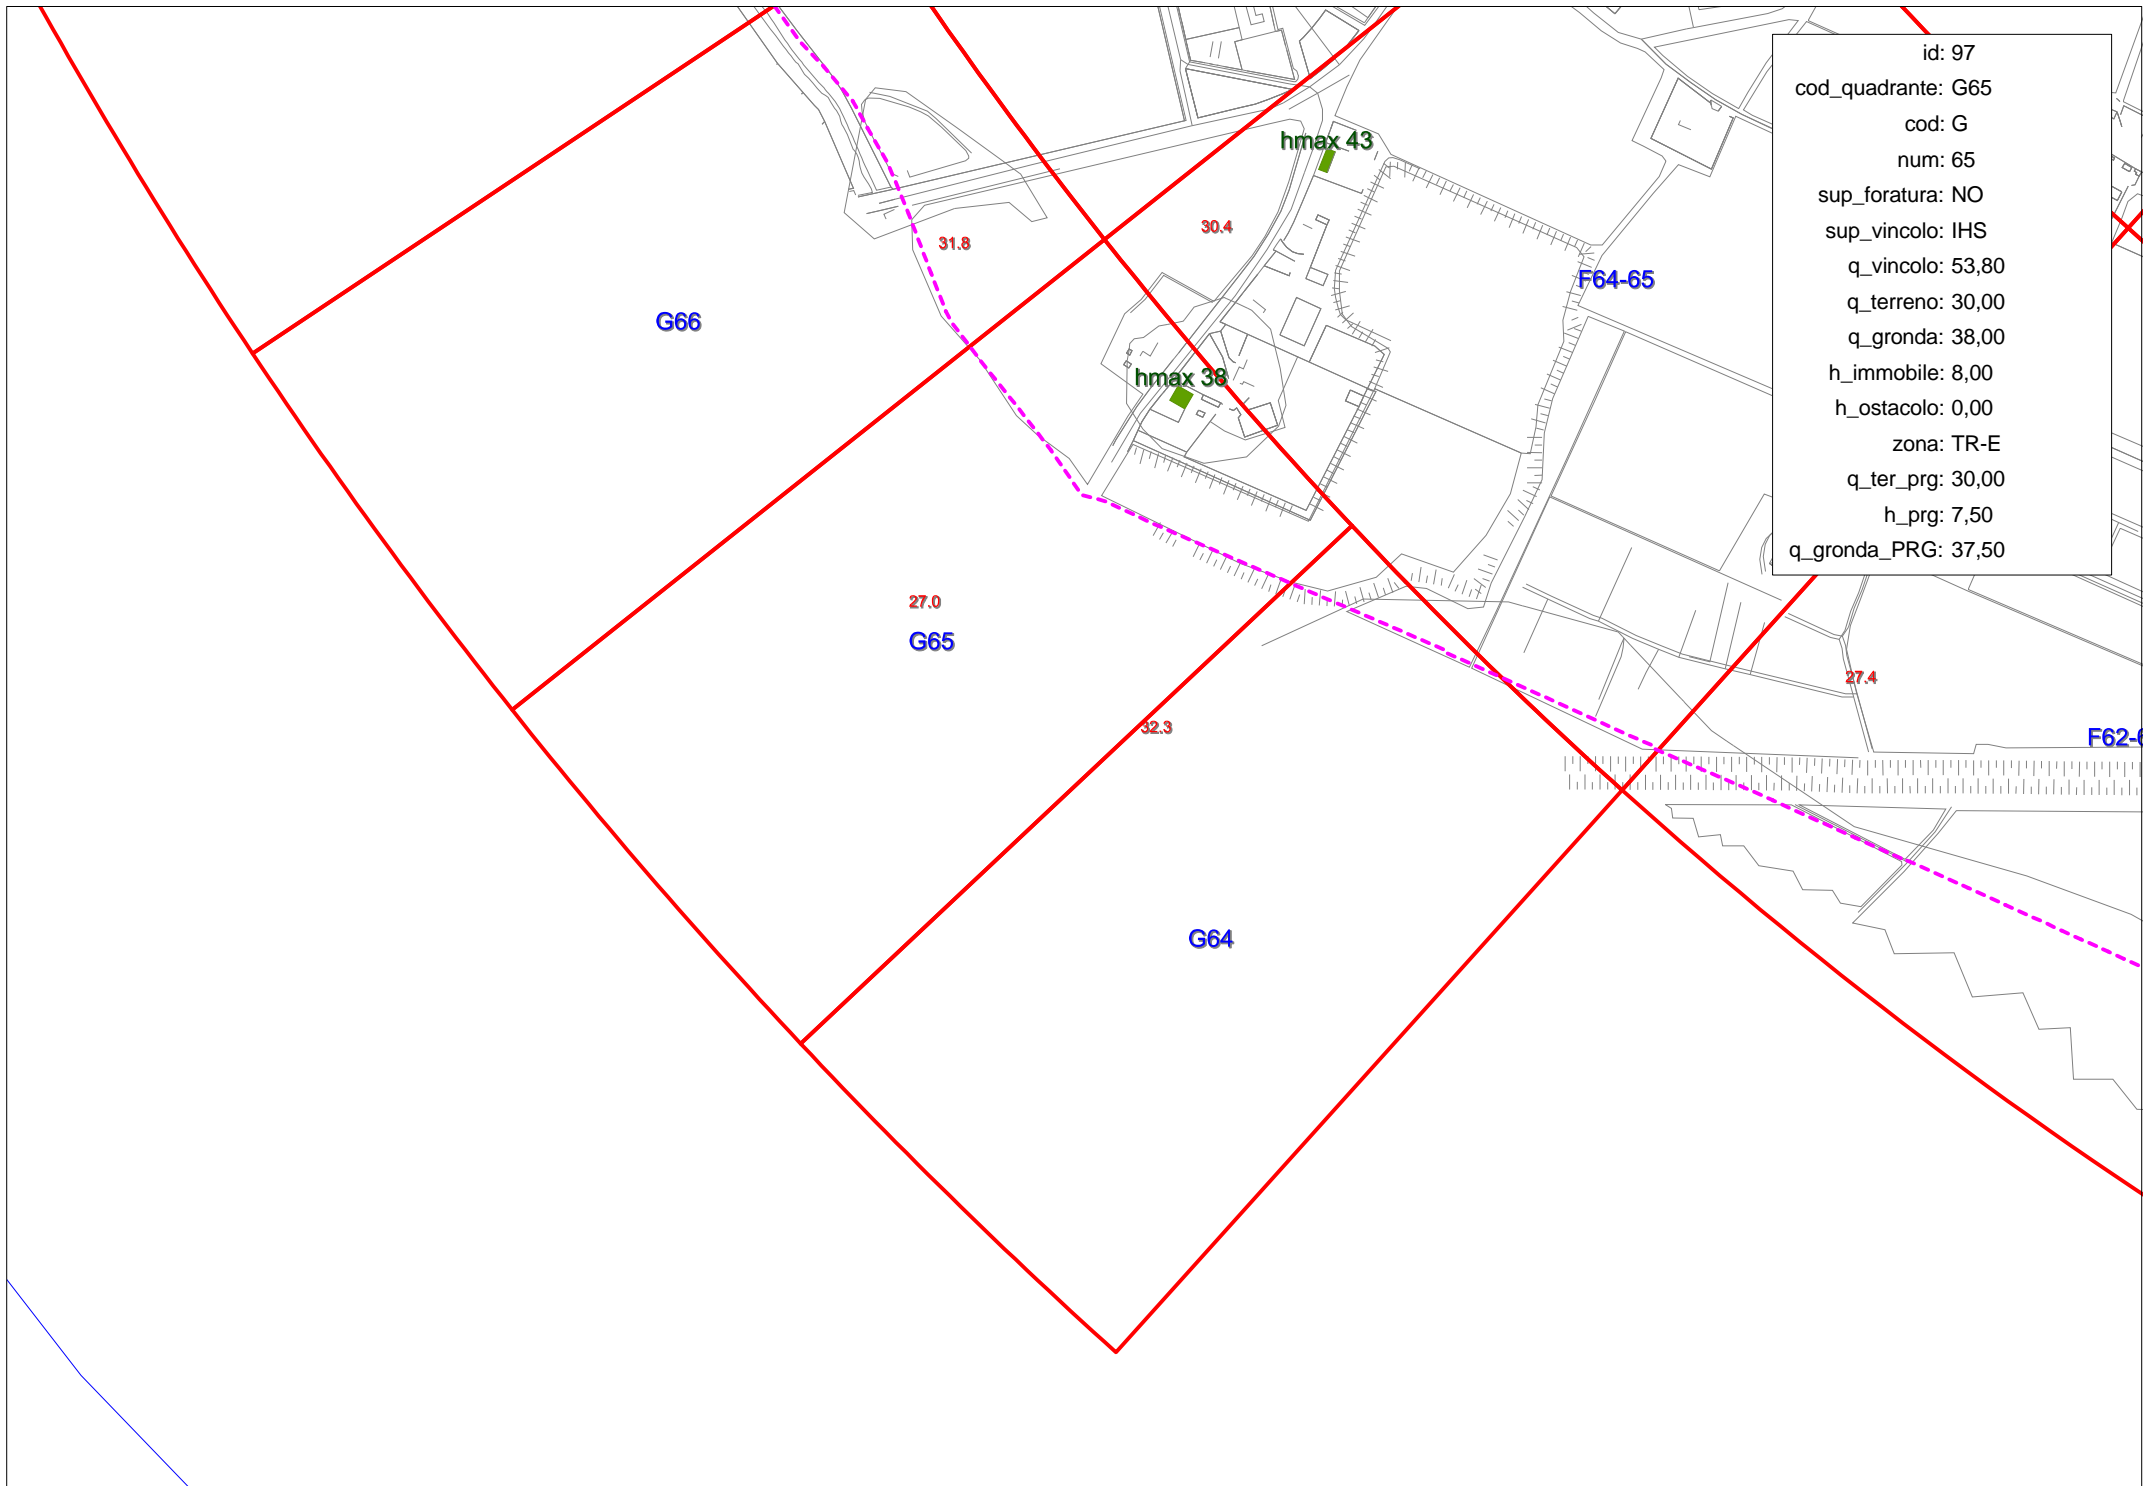 id: 97
cod_quadrante: G65
cod: G
num: 65
sup_foratura: NO
sup_vincolo: IHS
q_vincolo: 53,80
q_terreno: 30,00
q_gronda: 38,00
h_immobile: 8,00
h_ostacolo: 0,00
zona: TR-E
q_ter_prg: 30,00
h_prg: 7,50
q_gronda_PRG: 37,50
hmax 43
30.4
31.8
F64-65
G66
hmax 38
27.0
G65
27.4
32.3
G64